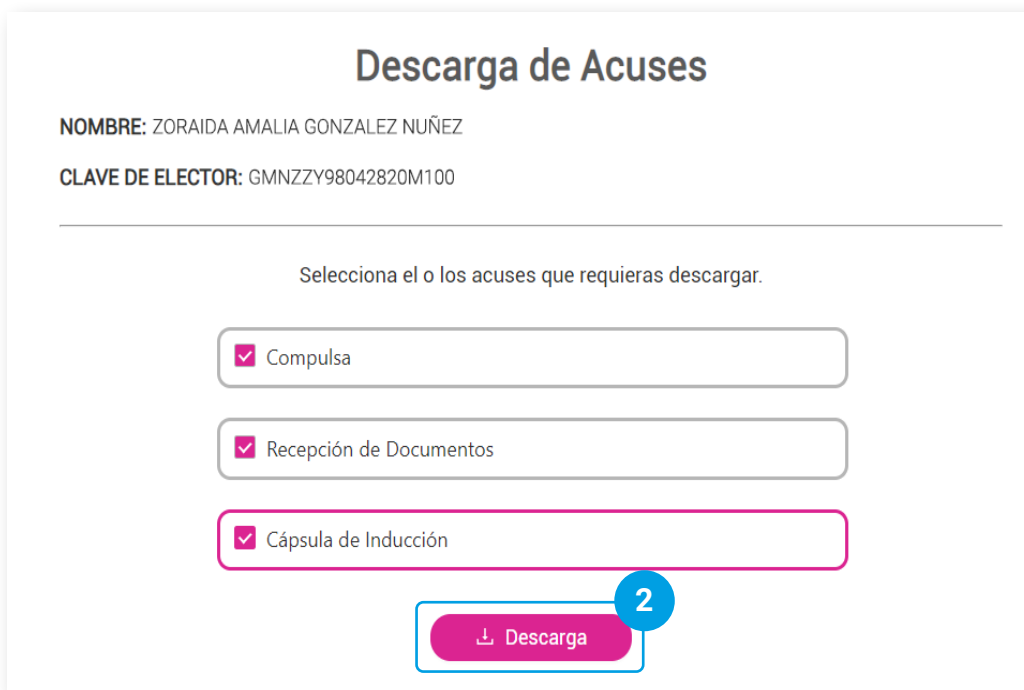 Descarga de Acuses
NOMBRE: ZORAIDA AMALIA GONZALEZ NUÑEZ
CLAVE DE ELECTOR: GMNZZY98042820M100
Selecciona el o los acuses que requieras descargar.
Compulsa
Recepción de Documentos
Cápsula de Inducción
2
Descarga